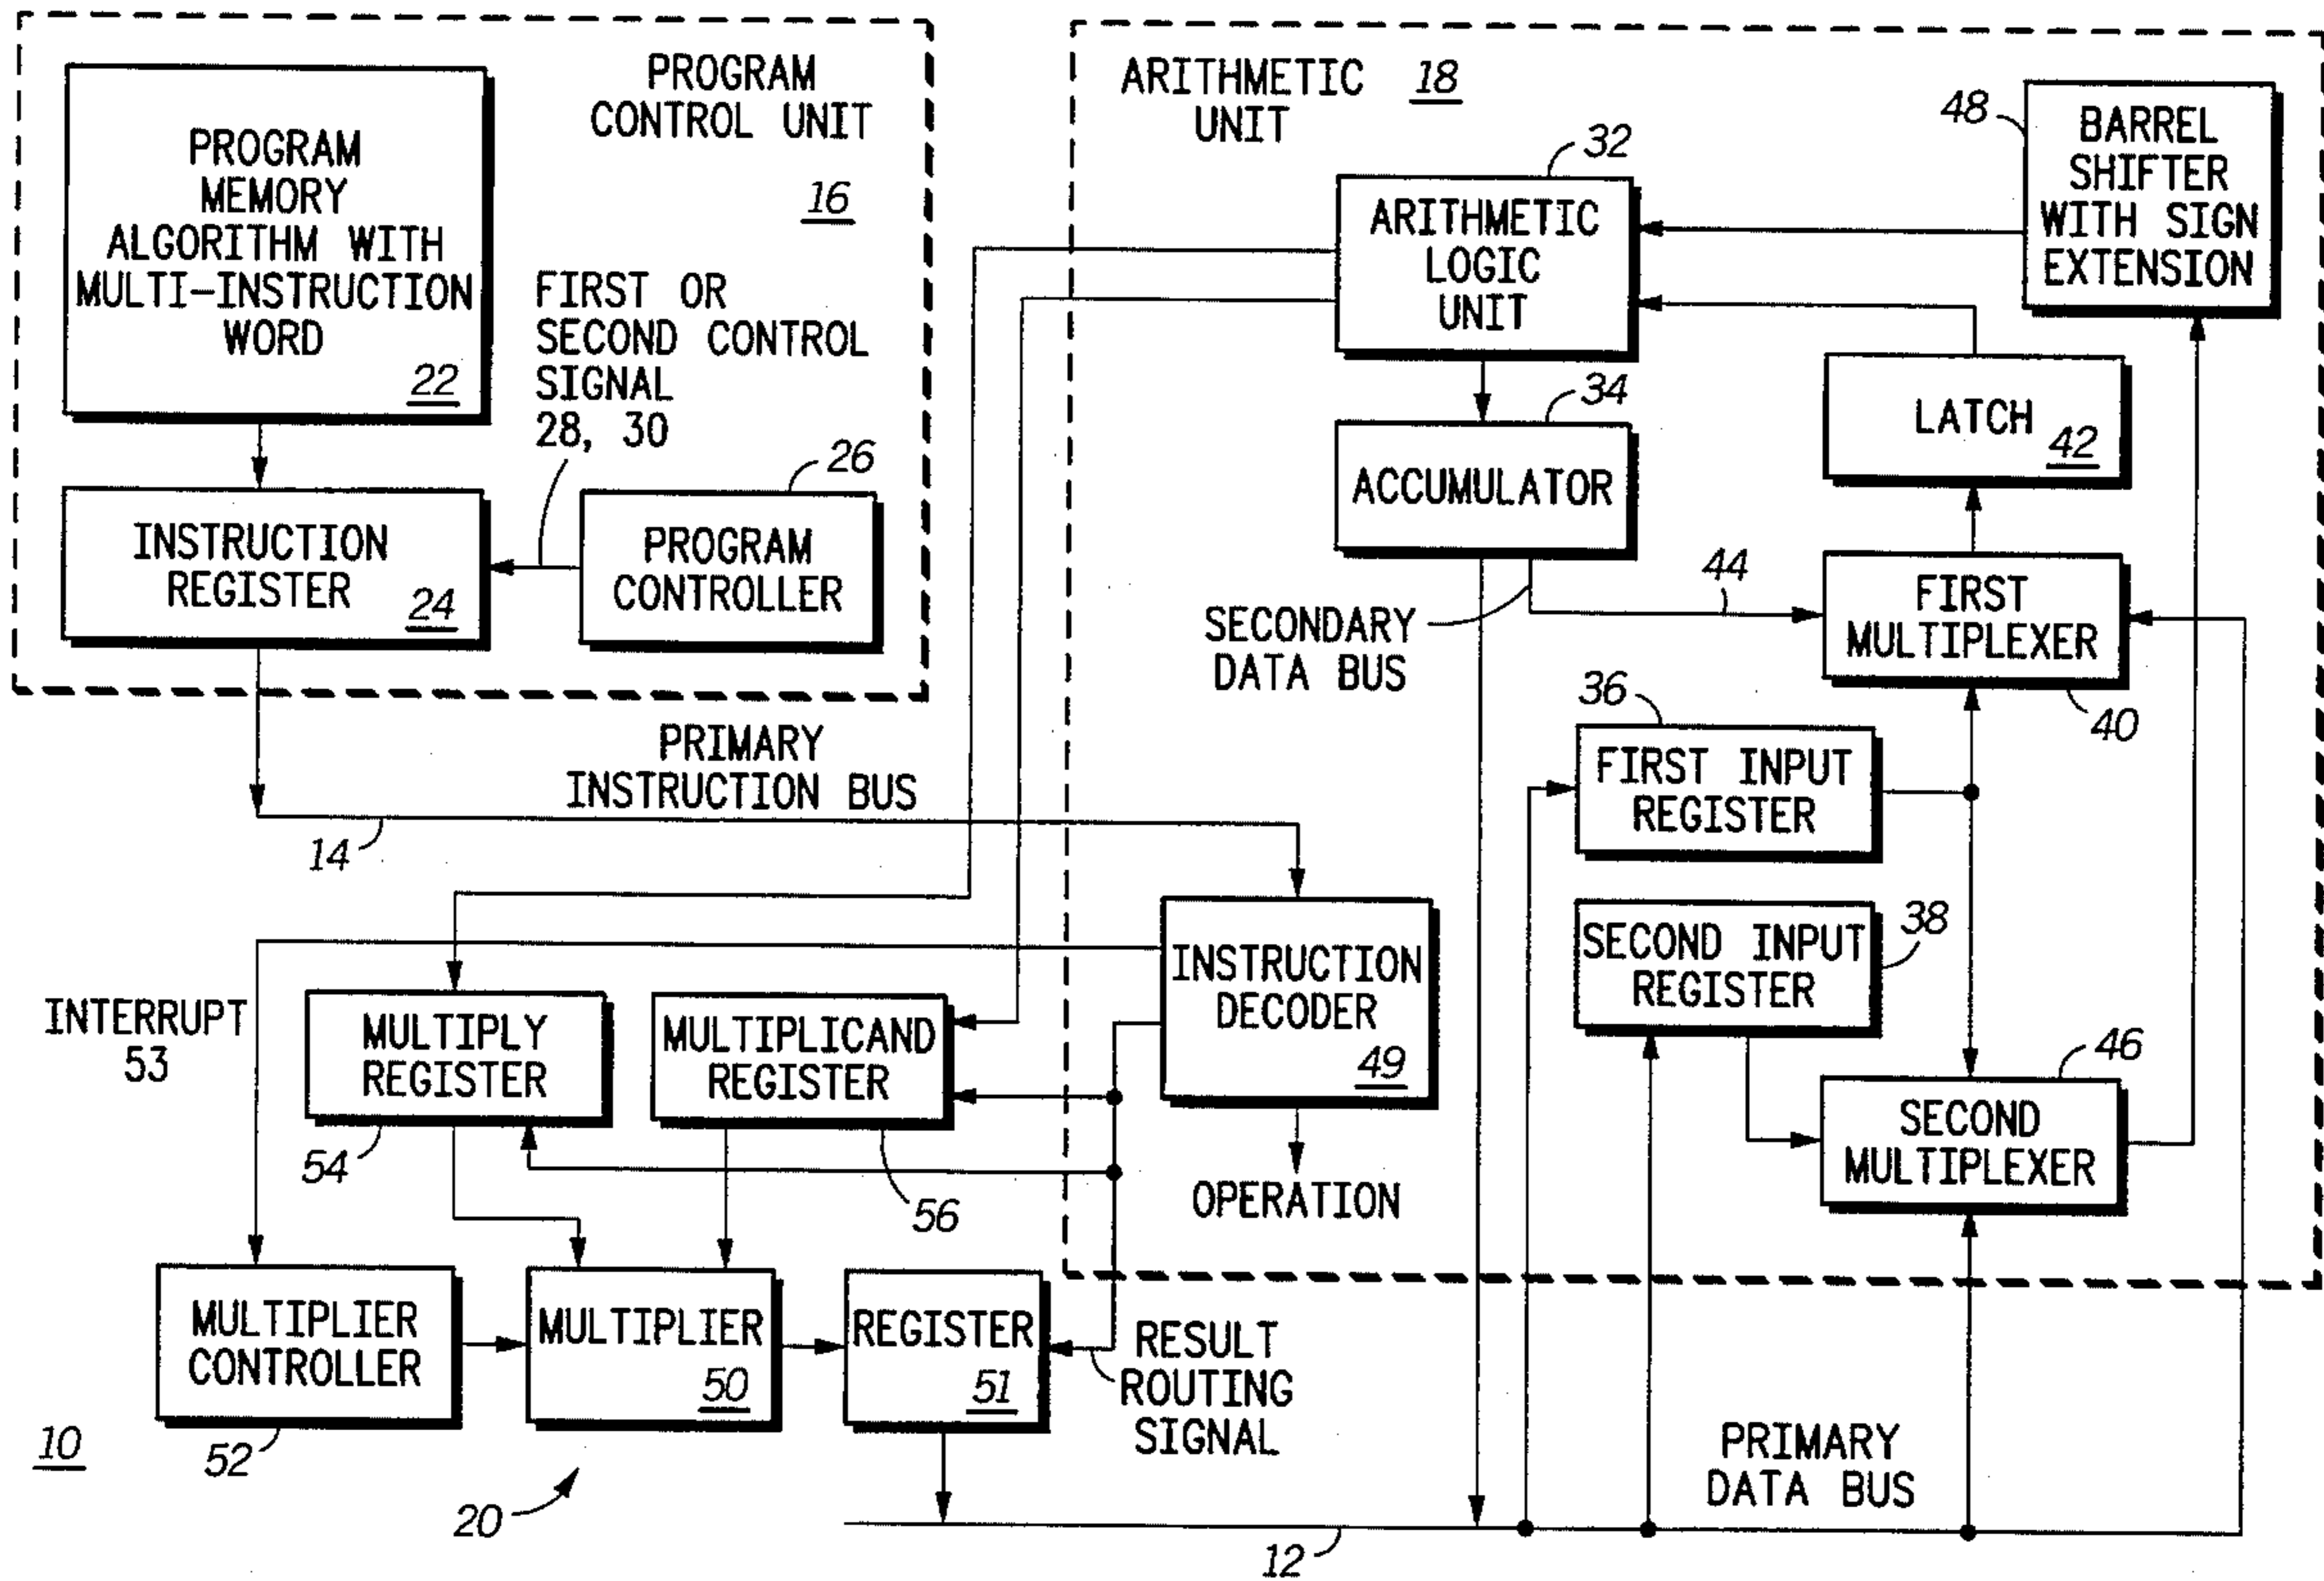 PROGRAM
CONTROL UNIT
16
PROGRAM
MEMORY
ALGORITHM WITH
MULTI-INSTRUCTION
WORD
22
FIRST OR
SECOND CONTROL
SIGNAL
28, 30
26
INSTRUCTION
REGISTER
24
PROGRAM
CONTROLLER
PRIMARY
INSTRUCTION BUS
14
ARITHMETIC
UNIT
18
32
ARITHMETIC
LOGIC
UNIT
48
BARREL
SHIFTER
WITH SIGN
EXTENSION
34
ACCUMULATOR
LATCH
42
44
SECONDARY
DATA BUS
FIRST
MULTIPLEXER
40
36
FIRST INPUT
REGISTER
38
SECOND INPUT
REGISTER
46
SECOND
MULTIPLEXER
INSTRUCTION
DECODER
49
OPERATION
INTERRUPT
53
MULTIPLY
REGISTER
54
MULTIPLICAND
REGISTER
56
MULTIPLIER
CONTROLLER
52
MULTIPLIER
50
REGISTER
51
RESULT
ROUTING
SIGNAL
PRIMARY
DATA BUS
10
20
12